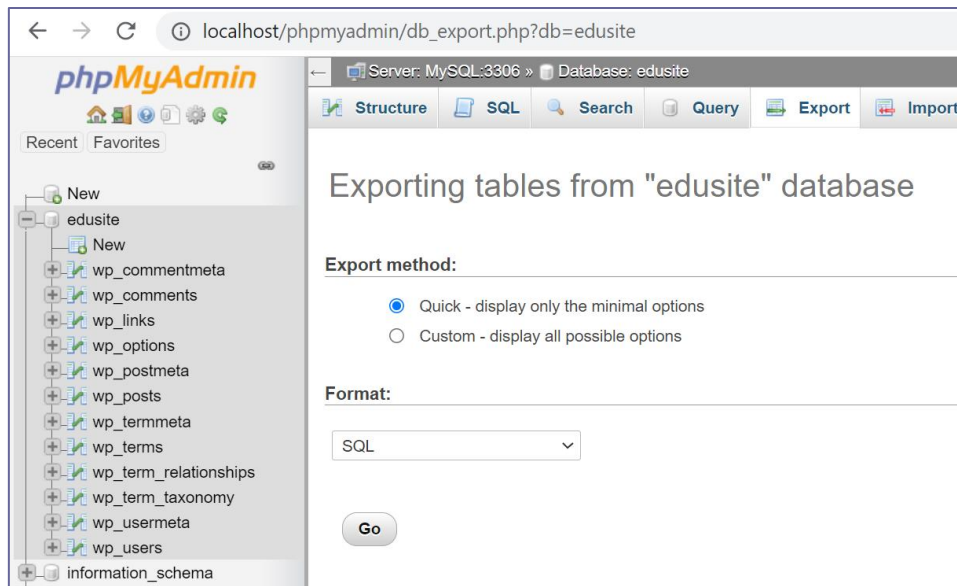 localhost/phpmyadmin/db_export.php?db=edusite
phpMyAdmin
Recent Favorites
New
edusite
New
wp_commentmeta
wp_comments
wp_links
wp_options
wp_postmeta
wp_posts
wp_termmeta
wp_terms
wp_term_relationships
wp_term_taxonomy
wp_usermeta
wp_users
information_schema
Server: MySQL:3306 » Database: edusite
Structure SQL Search Query Export Import
Exporting tables from "edusite" database
Export method:
Quick - display only the minimal options
Custom - display all possible options
Format:
SQL
Go